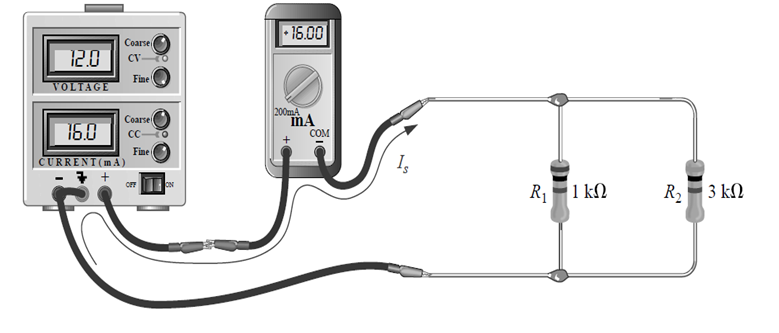 12.0
VOLTAGE
Coarse
CV
Fine
16.0
CURRENT(mA)
Coarse
CC
Fine
- +
OFF ON
+16.00
200mA
mA
COM
+ -
Is
R1 1 kΩ
R2 3 kΩ